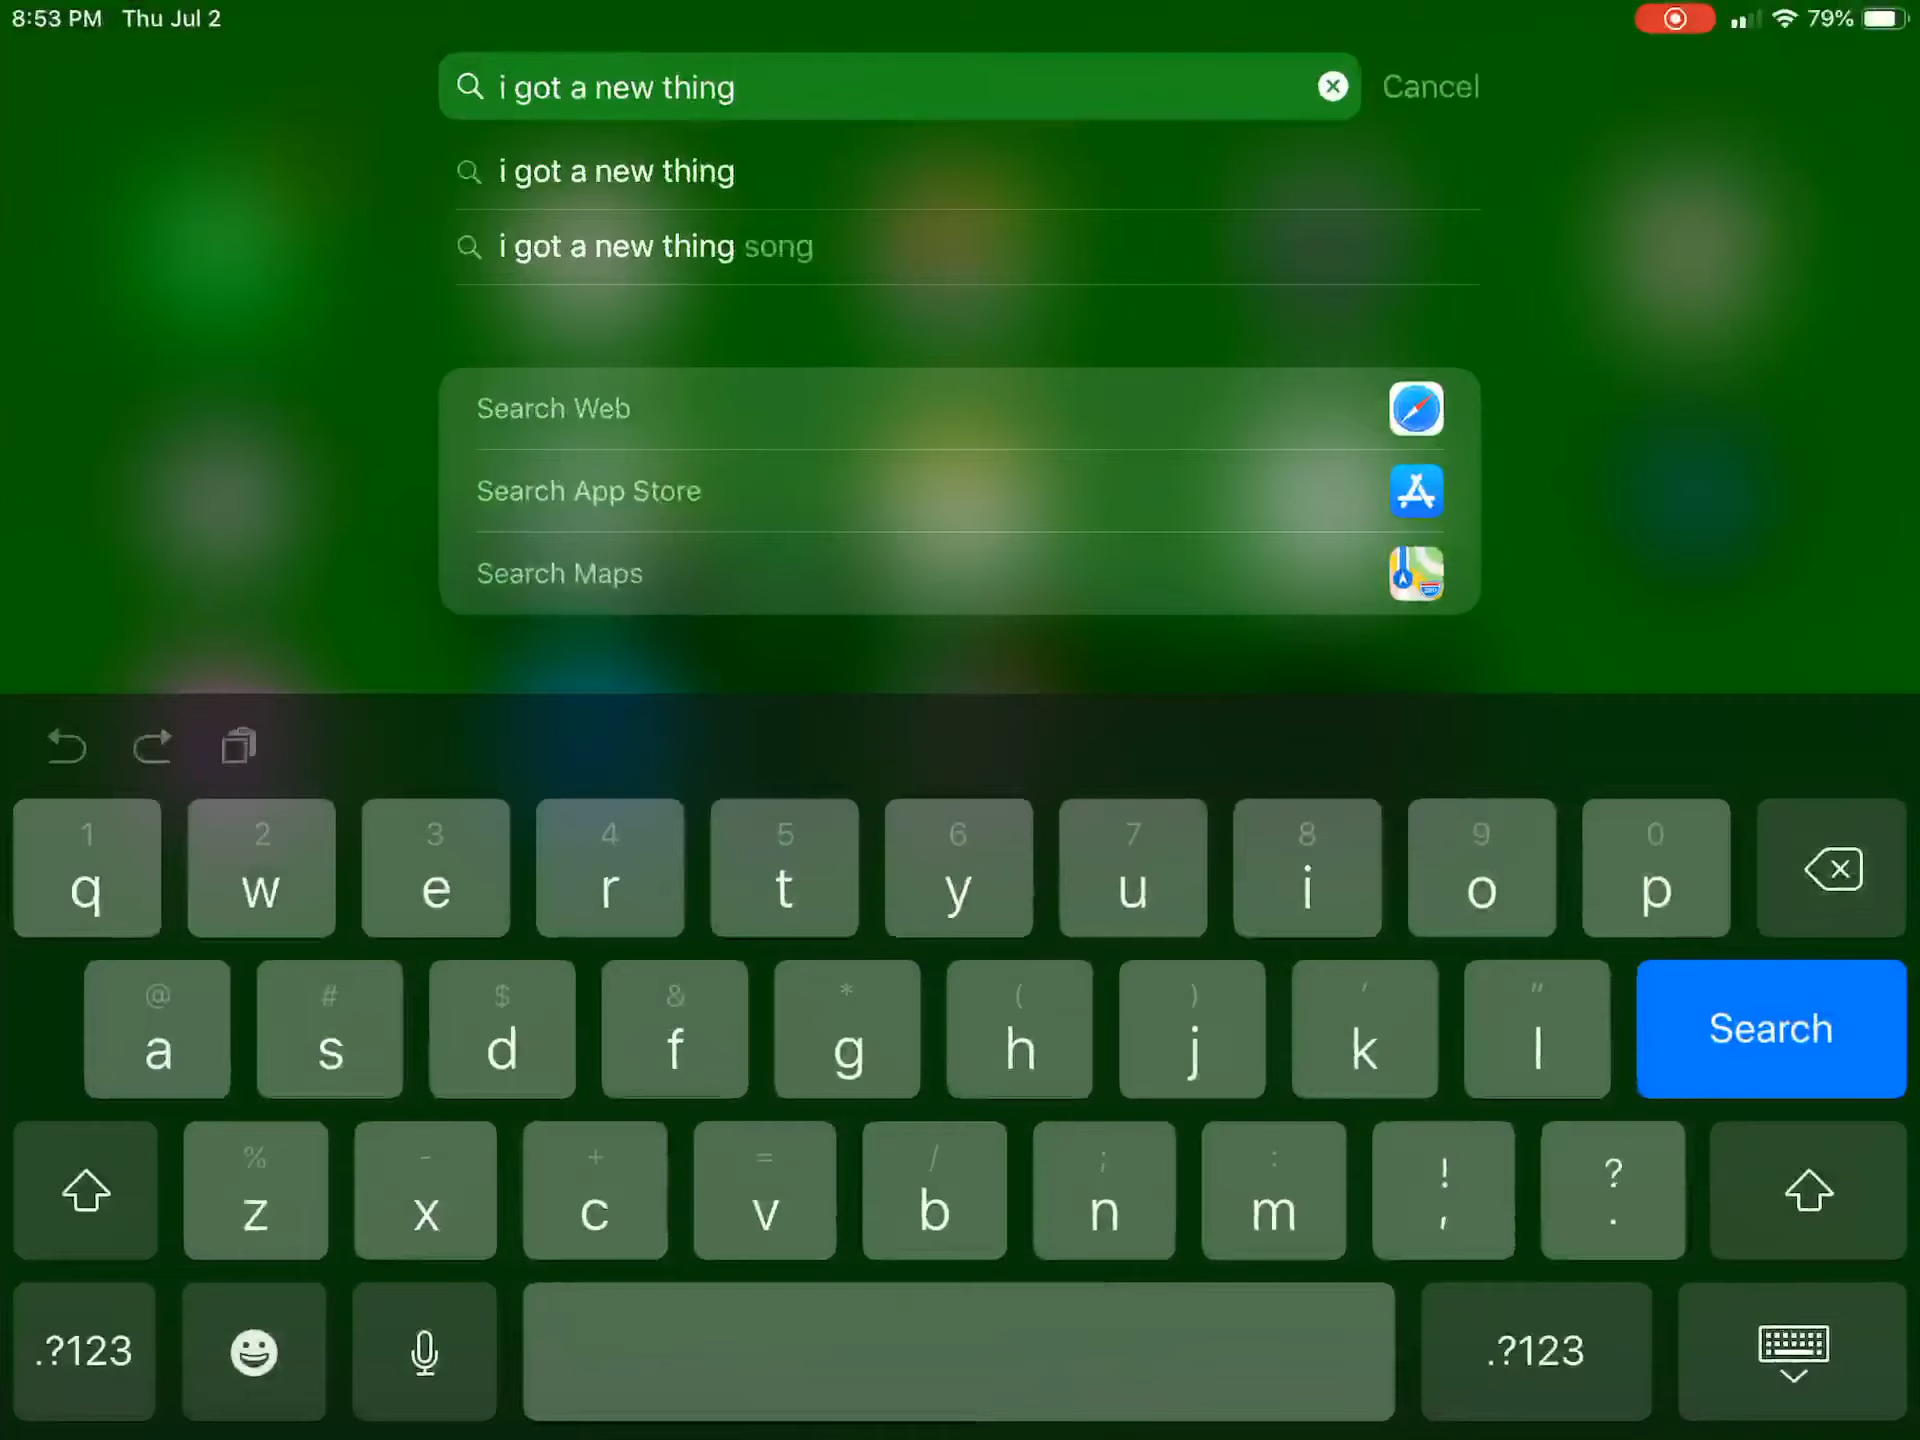 8:53 PM Thu Jul 2
79%
i got a new thing
Cancel
i got a new thing
i got a new thing song
Search Web
Search App Store
Search Maps
1 2 3 4 5 6 7 8 9 0
q w e r t y u i o p
@ # $ & * ( ) ' "
a s d f g h j k l Search
% - + = / ; : ! ?
z x c v b n m , .
.?123 .?123